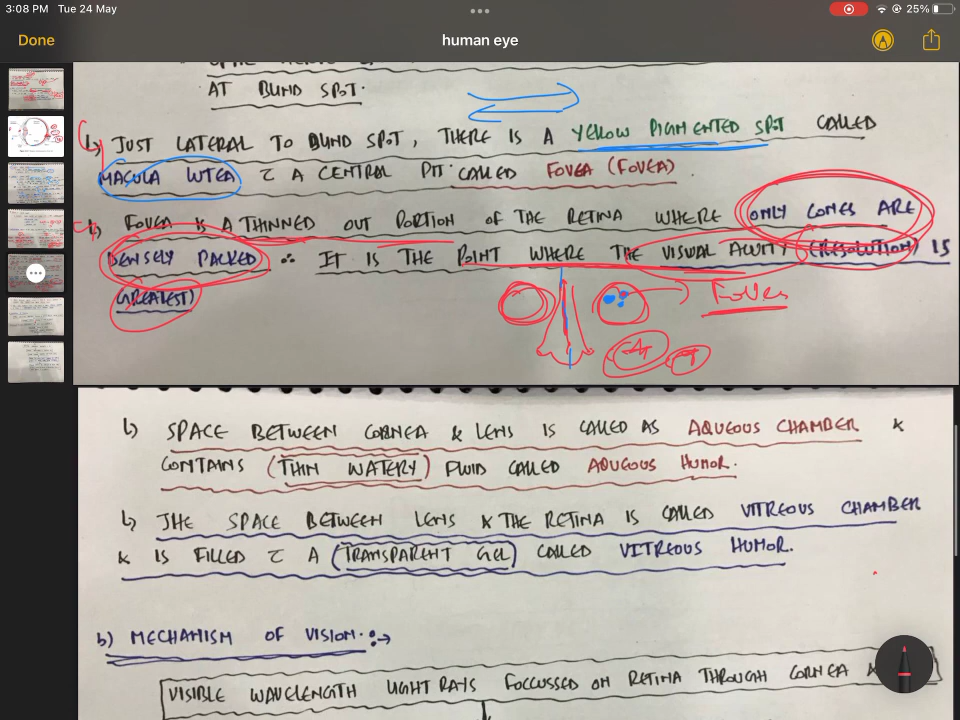 3:08 PM Tue 24 May
25%
Done
human eye
AT BLIND SPOT.
↳ JUST LATERAL TO BLIND SPOT, THERE IS A YELLOW PIGMENTED SPOT CALLED
MACULA LUTEA C A CENTRAL PIT CALLED FOVEA (FOVEA).
↳ FOVEA IS A THINNED OUT PORTION OF THE RETINA WHERE ONLY CONES ARE
DENSELY PACKED ∴ IT IS THE POINT WHERE THE VISUAL ACUITY (RESOLUTION) IS
GREATEST)
Fovea
↳ SPACE BETWEEN CORNEA & LENS IS CALLED AS AQUEOUS CHAMBER &
CONTAINS (THIN WATERY) FLUID CALLED AQUEOUS HUMOR.
↳ THE SPACE BETWEEN LENS & THE RETINA IS CALLED VITREOUS CHAMBER
& IS FILLED C A (TRANSPARENT GEL) CALLED VITREOUS HUMOR.
b) MECHAMISM OF VISION :→
VISIBLE WAVELENGTH LIGHT RAYS FOCCUSSED ON RETINA THROUGH CORNEA &